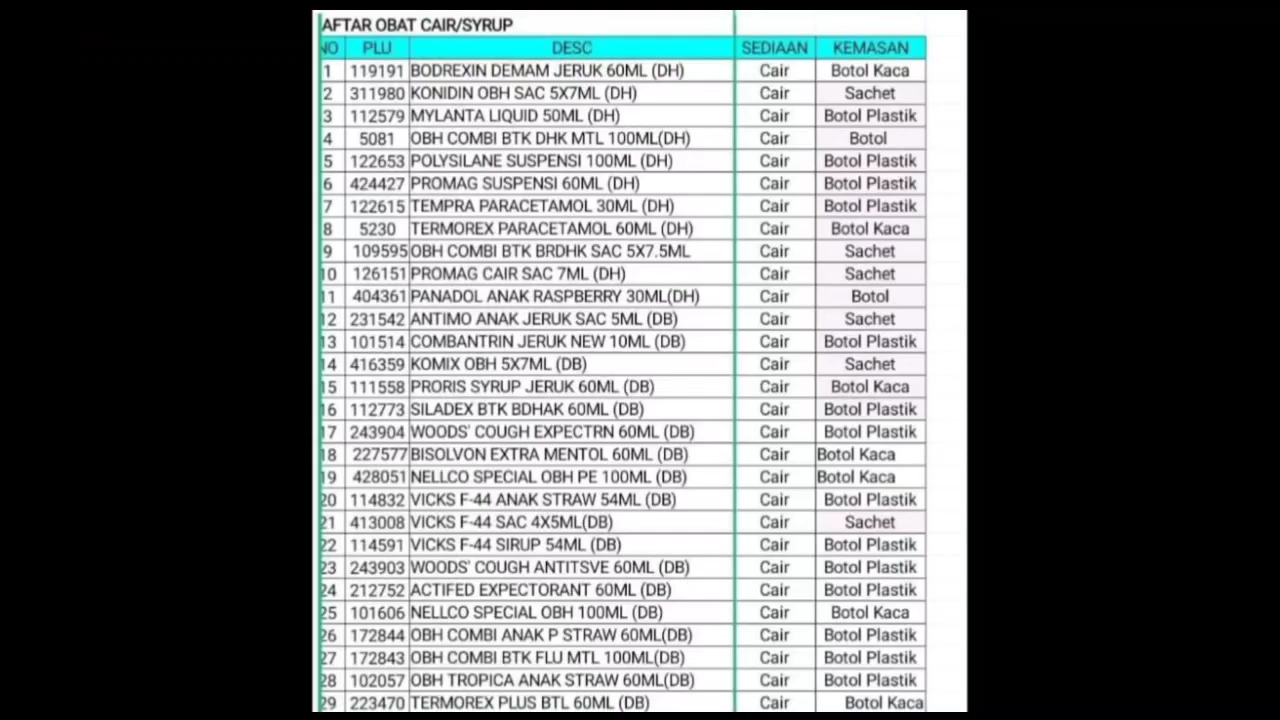 AFTAR OBAT CAIR/SYRUP
NO PLU DESC SEDIAAN KEMASAN
1 119191 BODREXIN DEMAM JERUK 60ML (DH) Cair Botol Kaca
2 311980 KONIDIN OBH SAC 5X7ML (DH) Cair Sachet
3 112579 MYLANTA LIQUID 50ML (DH) Cair Botol Plastik
4 5081 OBH COMBI BTK DHK MTL 100ML(DH) Cair Botol
5 122653 POLYSILANE SUSPENSI 100ML (DH) Cair Botol Plastik
6 424427 PROMAG SUSPENSI 60ML (DH) Cair Botol Plastik
7 122615 TEMPRA PARACETAMOL 30ML (DH) Cair Botol Plastik
8 5230 TERMOREX PARACETAMOL 60ML (DH) Cair Botol Kaca
9 109595 OBH COMBI BTK BRDHK SAC 5X7.5ML Cair Sachet
10 126151 PROMAG CAIR SAC 7ML (DH) Cair Sachet
11 404361 PANADOL ANAK RASPBERRY 30ML(DH) Cair Botol
12 231542 ANTIMO ANAK JERUK SAC 5ML (DB) Cair Sachet
13 101514 COMBANTRIN JERUK NEW 10ML (DB) Cair Botol Plastik
14 416359 KOMIX OBH 5X7ML (DB) Cair Sachet
15 111558 PRORIS SYRUP JERUK 60ML (DB) Cair Botol Kaca
16 112773 SILADEX BTK BDHAK 60ML (DB) Cair Botol Plastik
17 243904 WOODS' COUGH EXPECTRN 60ML (DB) Cair Botol Plastik
18 227577 BISOLVON EXTRA MENTOL 60ML (DB) Cair Botol Kaca
19 428051 NELLCO SPECIAL OBH PE 100ML (DB) Cair Botol Kaca
20 114832 VICKS F-44 ANAK STRAW 54ML (DB) Cair Botol Plastik
21 413008 VICKS F-44 SAC 4X5ML(DB) Cair Sachet
22 114591 VICKS F-44 SIRUP 54ML (DB) Cair Botol Plastik
23 243903 WOODS' COUGH ANTITSVE 60ML (DB) Cair Botol Plastik
24 212752 ACTIFED EXPECTORANT 60ML (DB) Cair Botol Plastik
25 101606 NELLCO SPECIAL OBH 100ML (DB) Cair Botol Kaca
26 172844 OBH COMBI ANAK P STRAW 60ML(DB) Cair Botol Plastik
27 172843 OBH COMBI BTK FLU MTL 100ML(DB) Cair Botol Plastik
28 102057 OBH TROPICA ANAK STRAW 60ML(DB) Cair Botol Plastik
29 223470 TERMOREX PLUS BTL 60ML (DB) Cair Botol Kaca